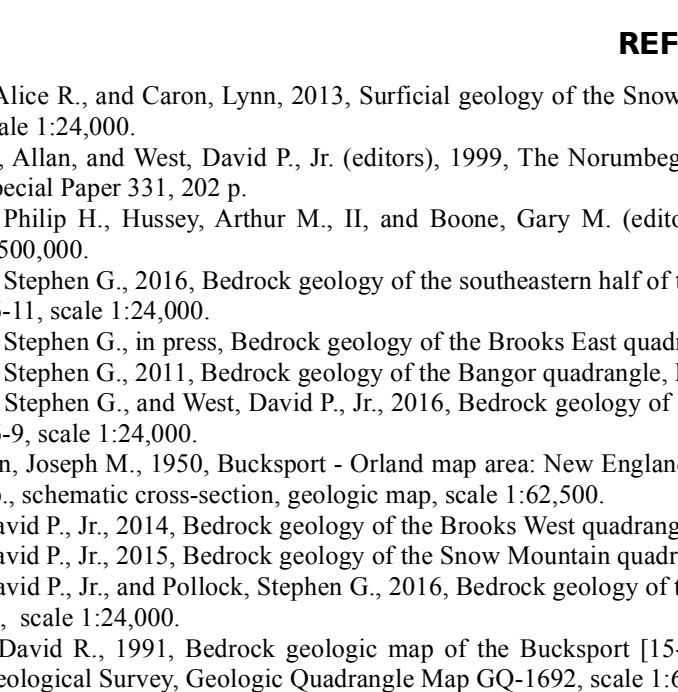 REF
Alice R., and Caron, Lynn, 2013, Surficial geology of the Snow
ale 1:24,000.
, Allan, and West, David P., Jr. (editors), 1999, The Norumbeg
pecial Paper 331, 202 p.
Philip H., Hussey, Arthur M., II, and Boone, Gary M. (edito
500,000.
Stephen G., 2016, Bedrock geology of the southeastern half of t
6-11, scale 1:24,000.
Stephen G., in press, Bedrock geology of the Brooks East quadr
Stephen G., 2011, Bedrock geology of the Bangor quadrangle, M
Stephen G., and West, David P., Jr., 2016, Bedrock geology of
6-9, scale 1:24,000.
n, Joseph M., 1950, Bucksport - Orland map area: New England
p., schematic cross-section, geologic map, scale 1:62,500.
avid P., Jr., 2014, Bedrock geology of the Brooks West quadrang
avid P., Jr., 2015, Bedrock geology of the Snow Mountain quadr
avid P., Jr., and Pollock, Stephen G., 2016, Bedrock geology of t
, scale 1:24,000.
David R., 1991, Bedrock geologic map of the Bucksport [15-
eological Survey, Geologic Quadrangle Map GQ-1692, scale 1:6